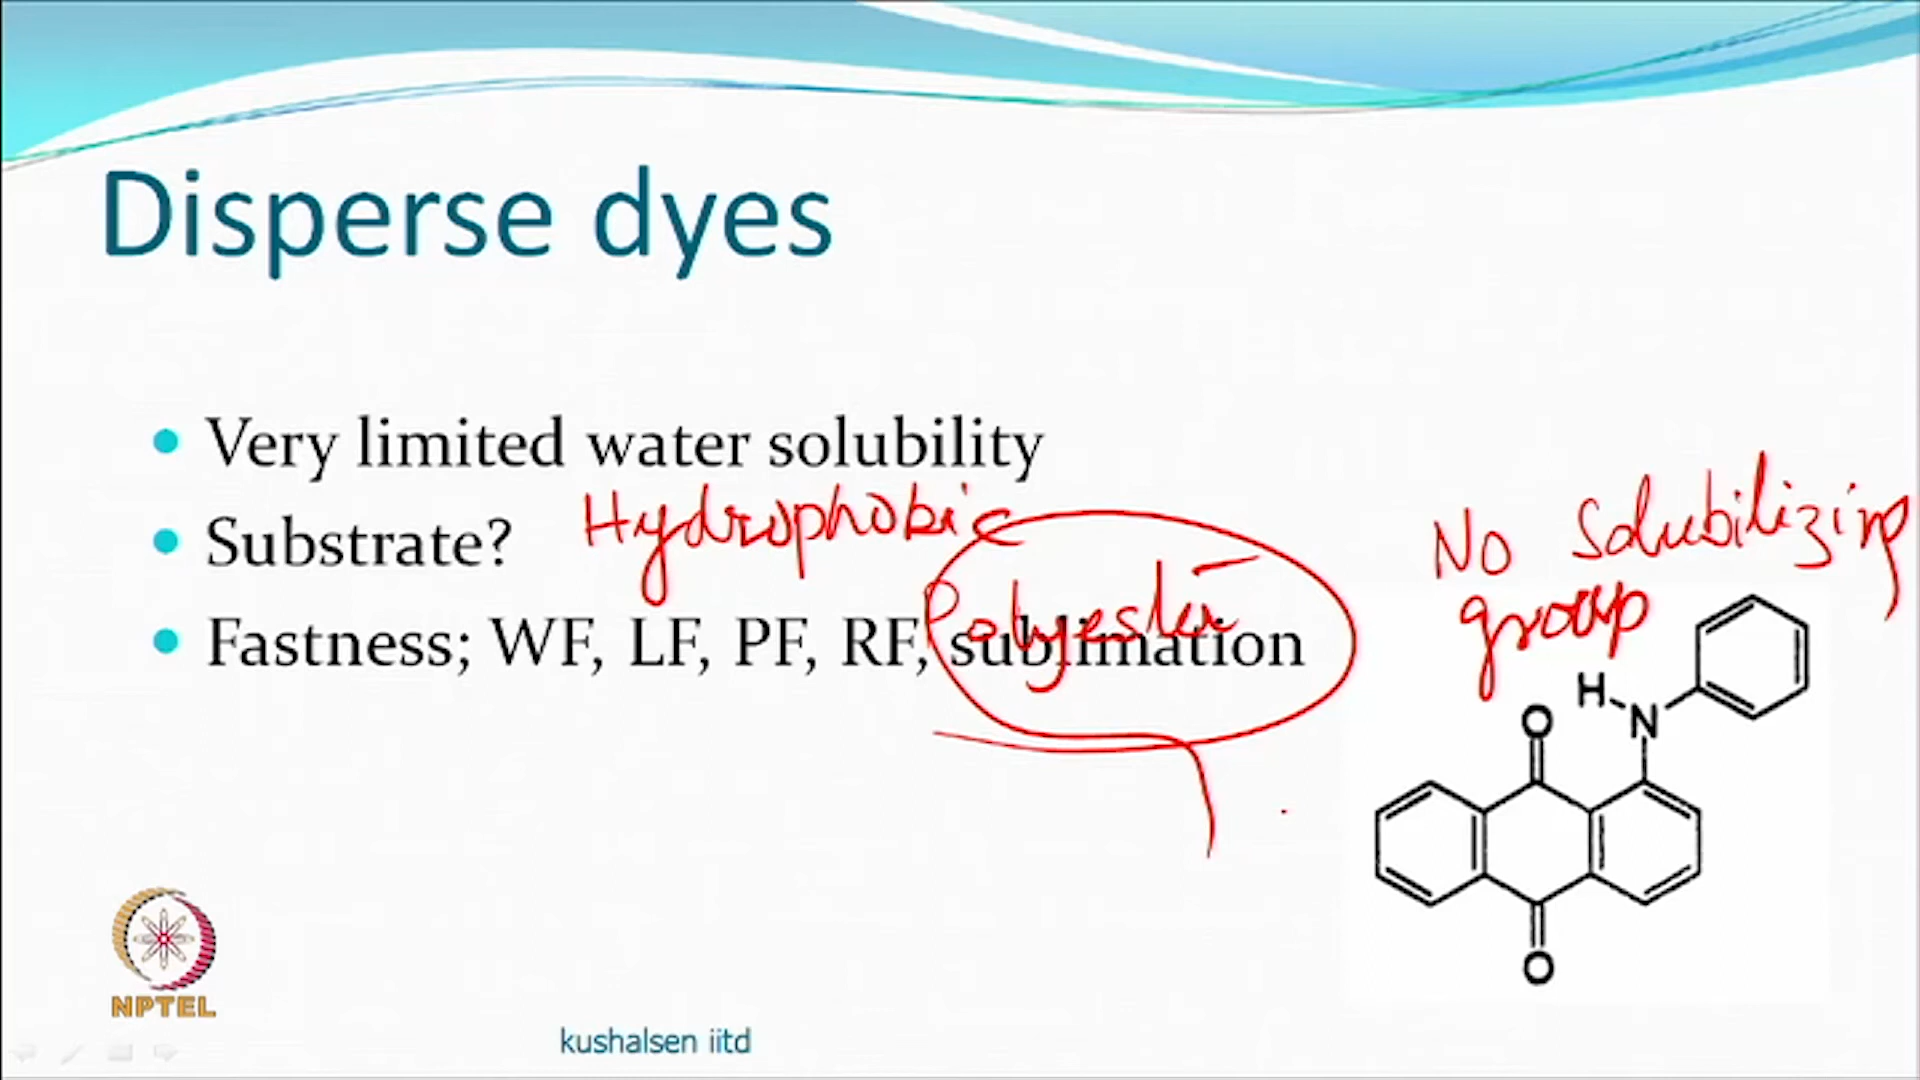 Disperse dyes
Very limited water solubility
Substrate? Hydrophobic
Polyester
Fastness; WF, LF, PF, RF, sublimation
No Solubilizing
group
H
N
O
O
NPTEL
kushalsen iitd